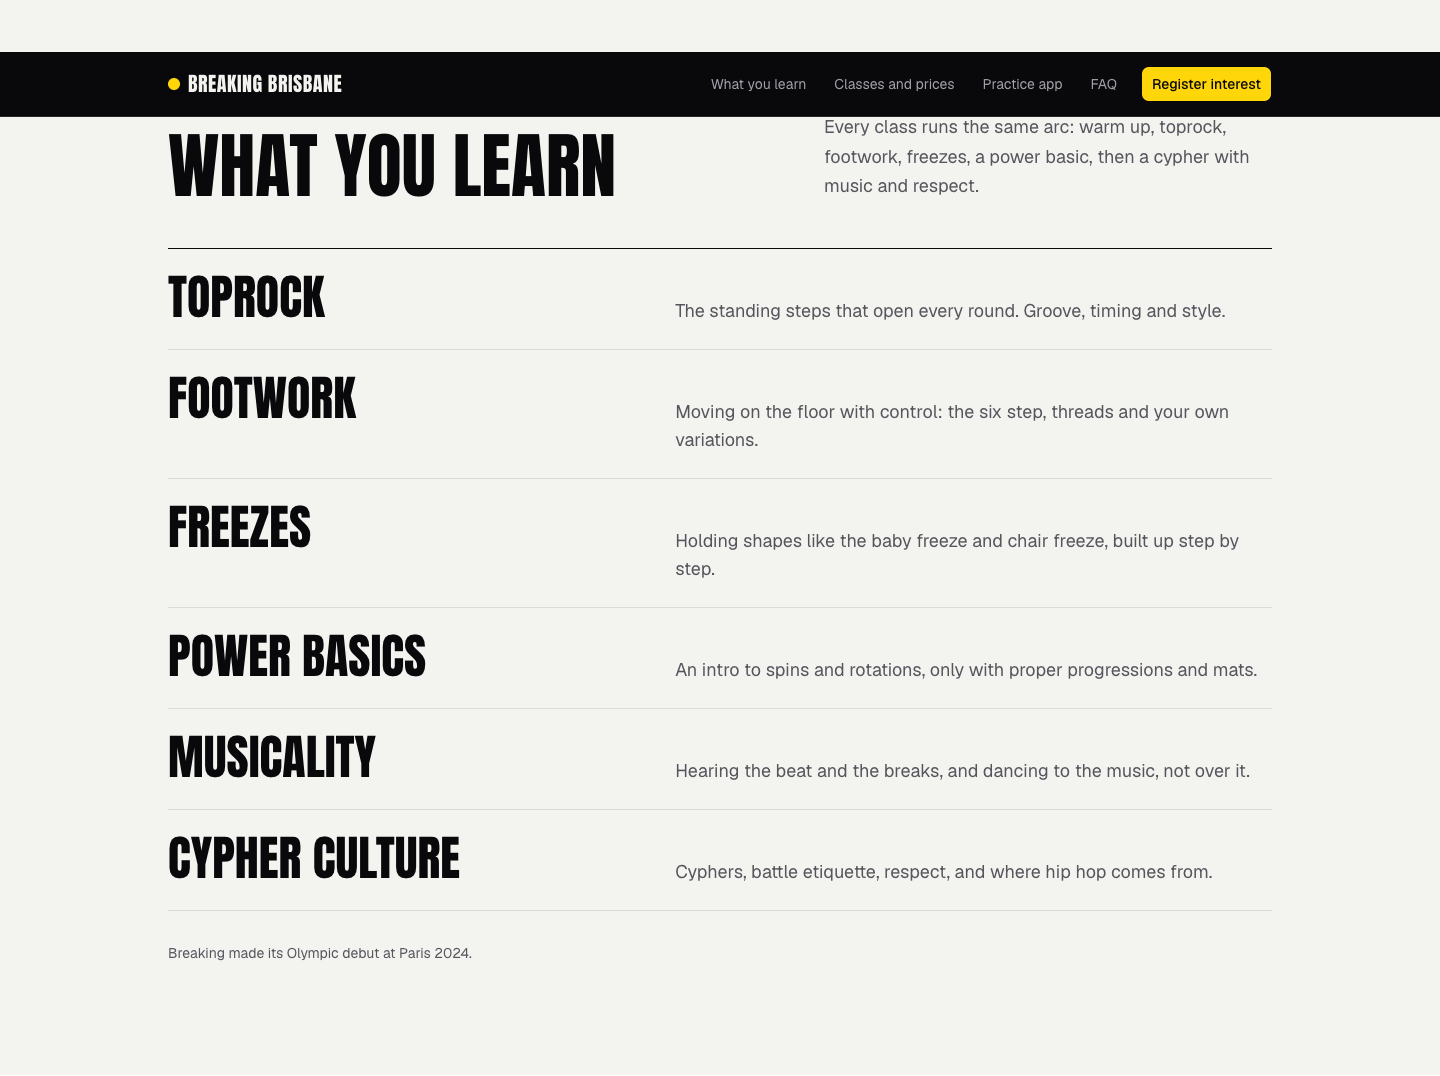 BREAKING BRISBANE
What you learn
Classes and prices
Practice app
FAQ
Register interest
WHAT YOU LEARN
Every class runs the same arc: warm up, toprock,
footwork, freezes, a power basic, then a cypher with
music and respect.
TOPROCK
The standing steps that open every round. Groove, timing and style.
FOOTWORK
Moving on the floor with control: the six step, threads and your own
variations.
FREEZES
Holding shapes like the baby freeze and chair freeze, built up step by
step.
POWER BASICS
An intro to spins and rotations, only with proper progressions and mats.
MUSICALITY
Hearing the beat and the breaks, and dancing to the music, not over it.
CYPHER CULTURE
Cyphers, battle etiquette, respect, and where hip hop comes from.
Breaking made its Olympic debut at Paris 2024.